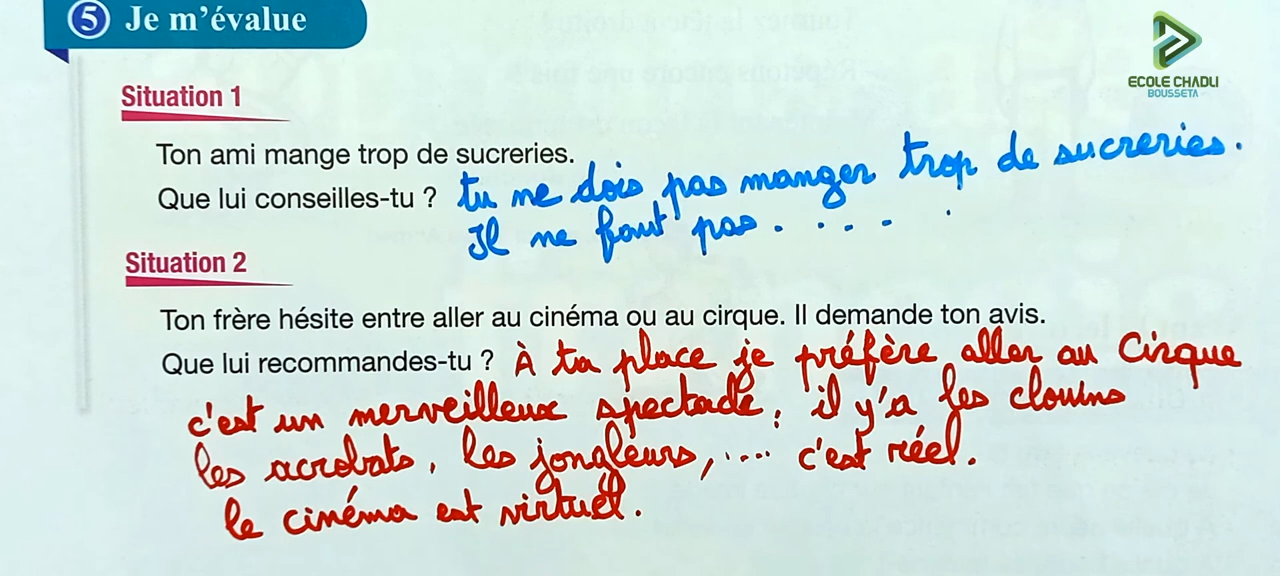 5 Je m'évalue
ECOLE CHADLI
BOUSSETA
Situation 1
Ton ami mange trop de sucreries.
Que lui conseilles-tu ? tu ne dois pas manger trop de sucreries.
Il ne faut pas . . . . .
Situation 2
Ton frère hésite entre aller au cinéma ou au cirque. Il demande ton avis.
Que lui recommandes-tu ? À ta place je préfère aller au Cirque
c'est un merveilleux spectacle, il y'a les clowns
les acrobats, les jongleurs, .... c'est réel.
le cinéma est virtuel.